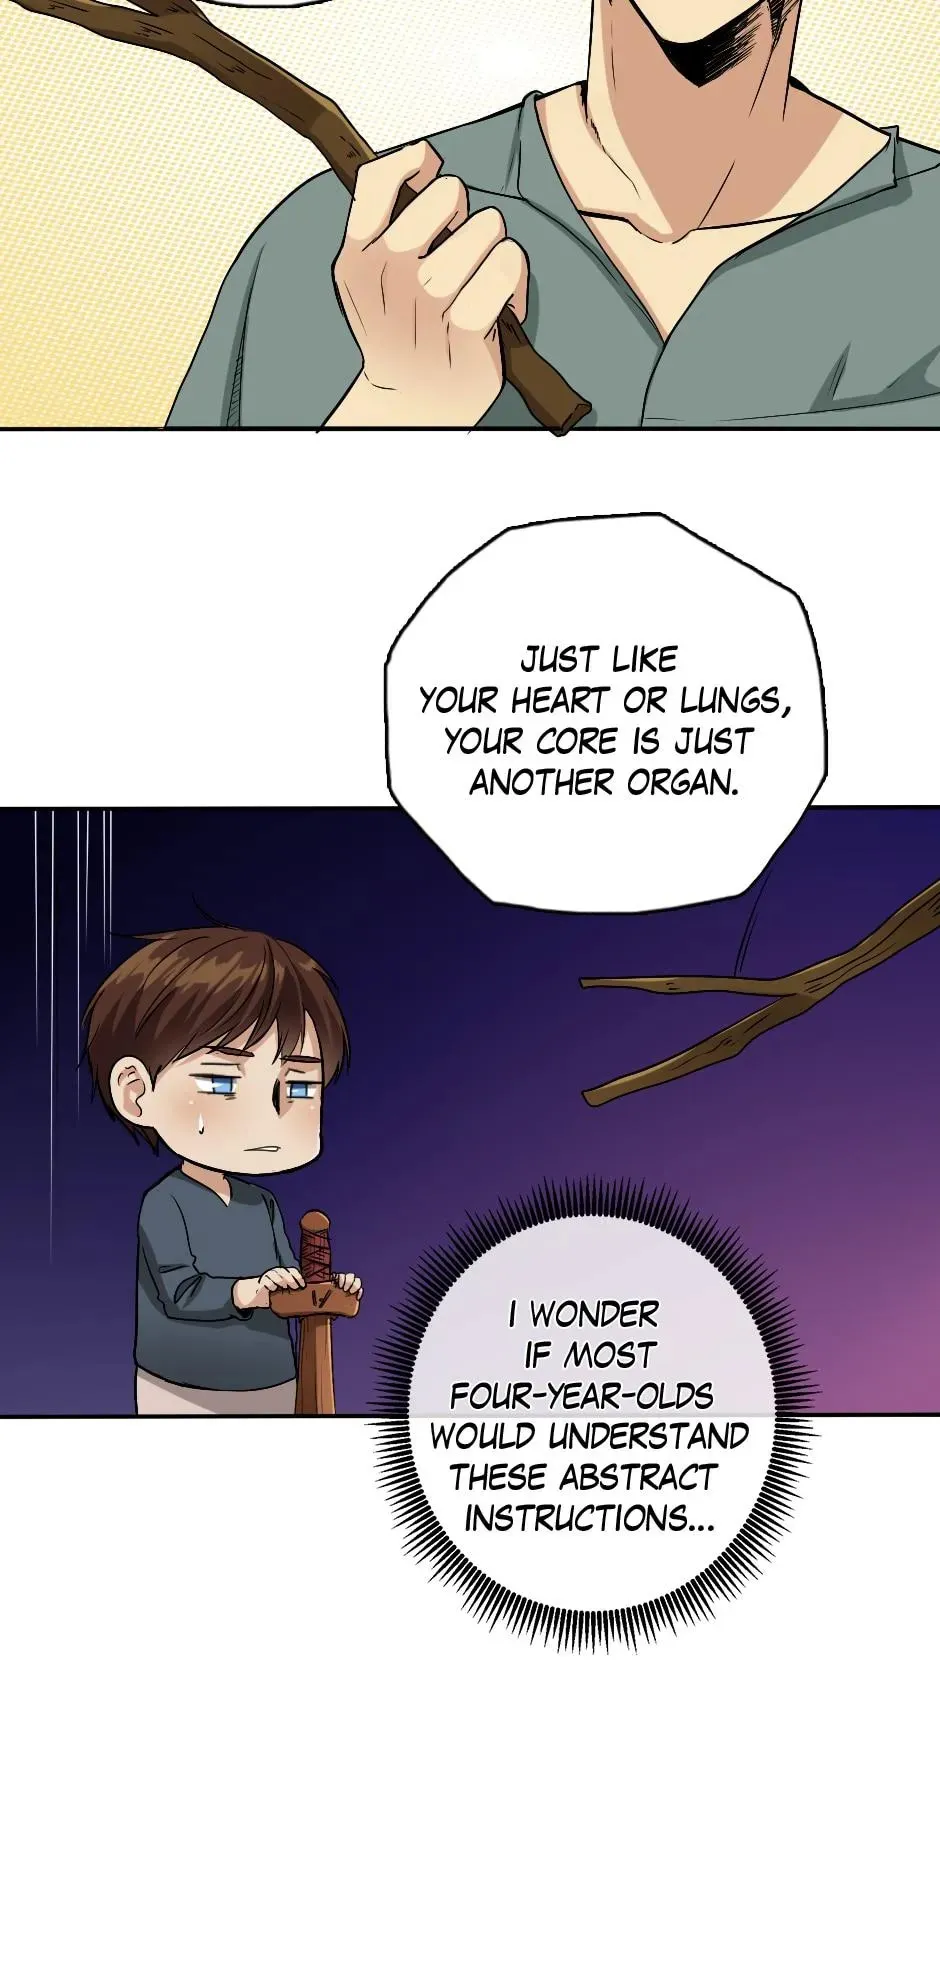 JUST LIKE
YOUR HEART OR LUNGS,
YOUR CORE IS JUST
ANOTHER ORGAN.
I WONDER
IF MOST
FOUR-YEAR-OLDS
WOULD UNDERSTAND
THESE ABSTRACT
INSTRUCTIONS...